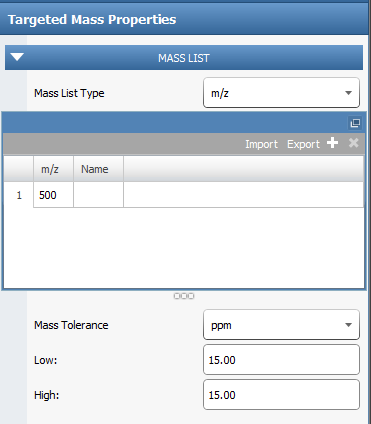 Targeted Mass Properties
MASS LIST
Mass List Type m/z
Import Export
m/z Name
1 500
Mass Tolerance ppm
Low: 15.00
High: 15.00